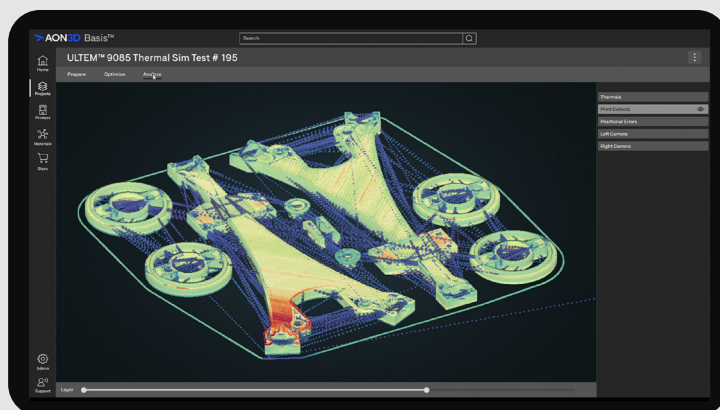 AON3D Basis™
Search
ULTEM™ 9085 Thermal Sim Test # 195
Prepare Optimize Analyze
Home
Projects
Printers
Materials
Store
Thermals
Print Defects
Positional Errors
Left Camera
Right Camera
Admin
Support
Layer